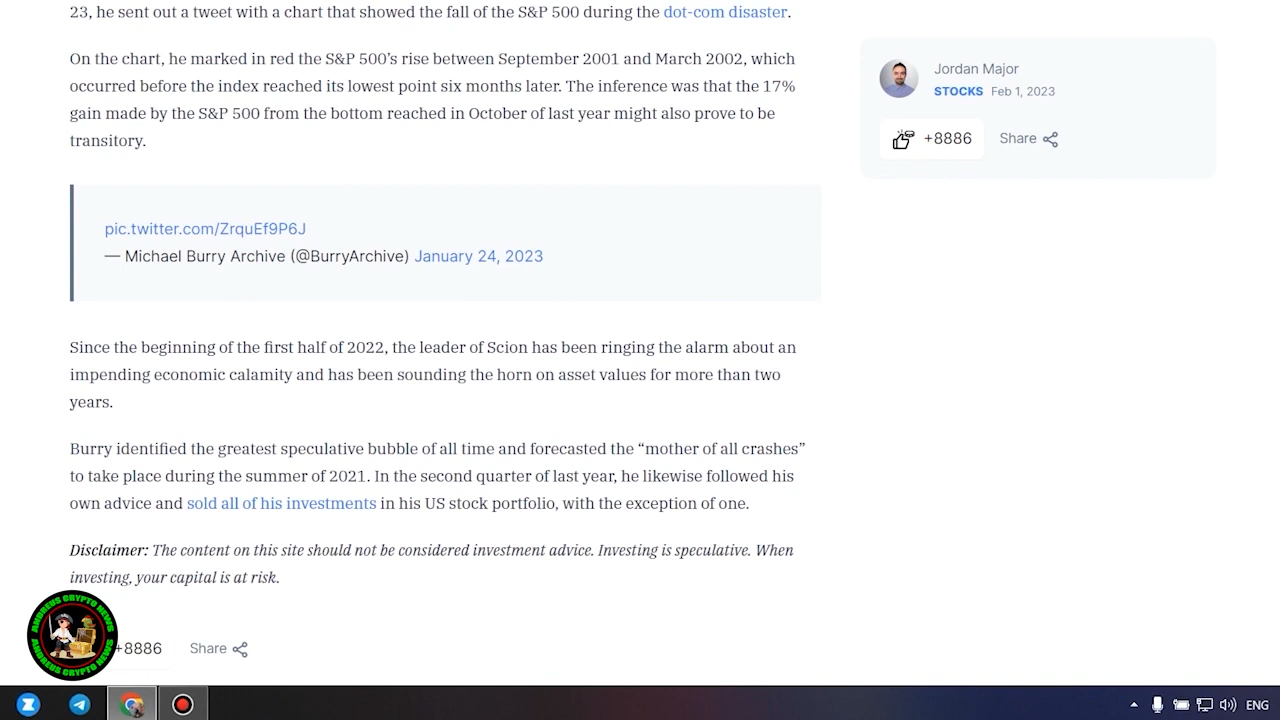 23, he sent out a tweet with a chart that showed the fall of the S&P 500 during the dot-com disaster.
On the chart, he marked in red the S&P 500’s rise between September 2001 and March 2002, which
occurred before the index reached its lowest point six months later. The inference was that the 17%
gain made by the S&P 500 from the bottom reached in October of last year might also prove to be
transitory.
pic.twitter.com/ZrquEf9P6J
— Michael Burry Archive (@BurryArchive) January 24, 2023
Since the beginning of the first half of 2022, the leader of Scion has been ringing the alarm about an
impending economic calamity and has been sounding the horn on asset values for more than two
years.
Burry identified the greatest speculative bubble of all time and forecasted the “mother of all crashes”
to take place during the summer of 2021. In the second quarter of last year, he likewise followed his
own advice and sold all of his investments in his US stock portfolio, with the exception of one.
Disclaimer: The content on this site should not be considered investment advice. Investing is speculative. When
investing, your capital is at risk.
+8886 Share
Jordan Major
STOCKS Feb 1, 2023
+8886 Share
ANDREUS CRYPTO NEWS
ANDREUS CRYPTO NEWS
ENG